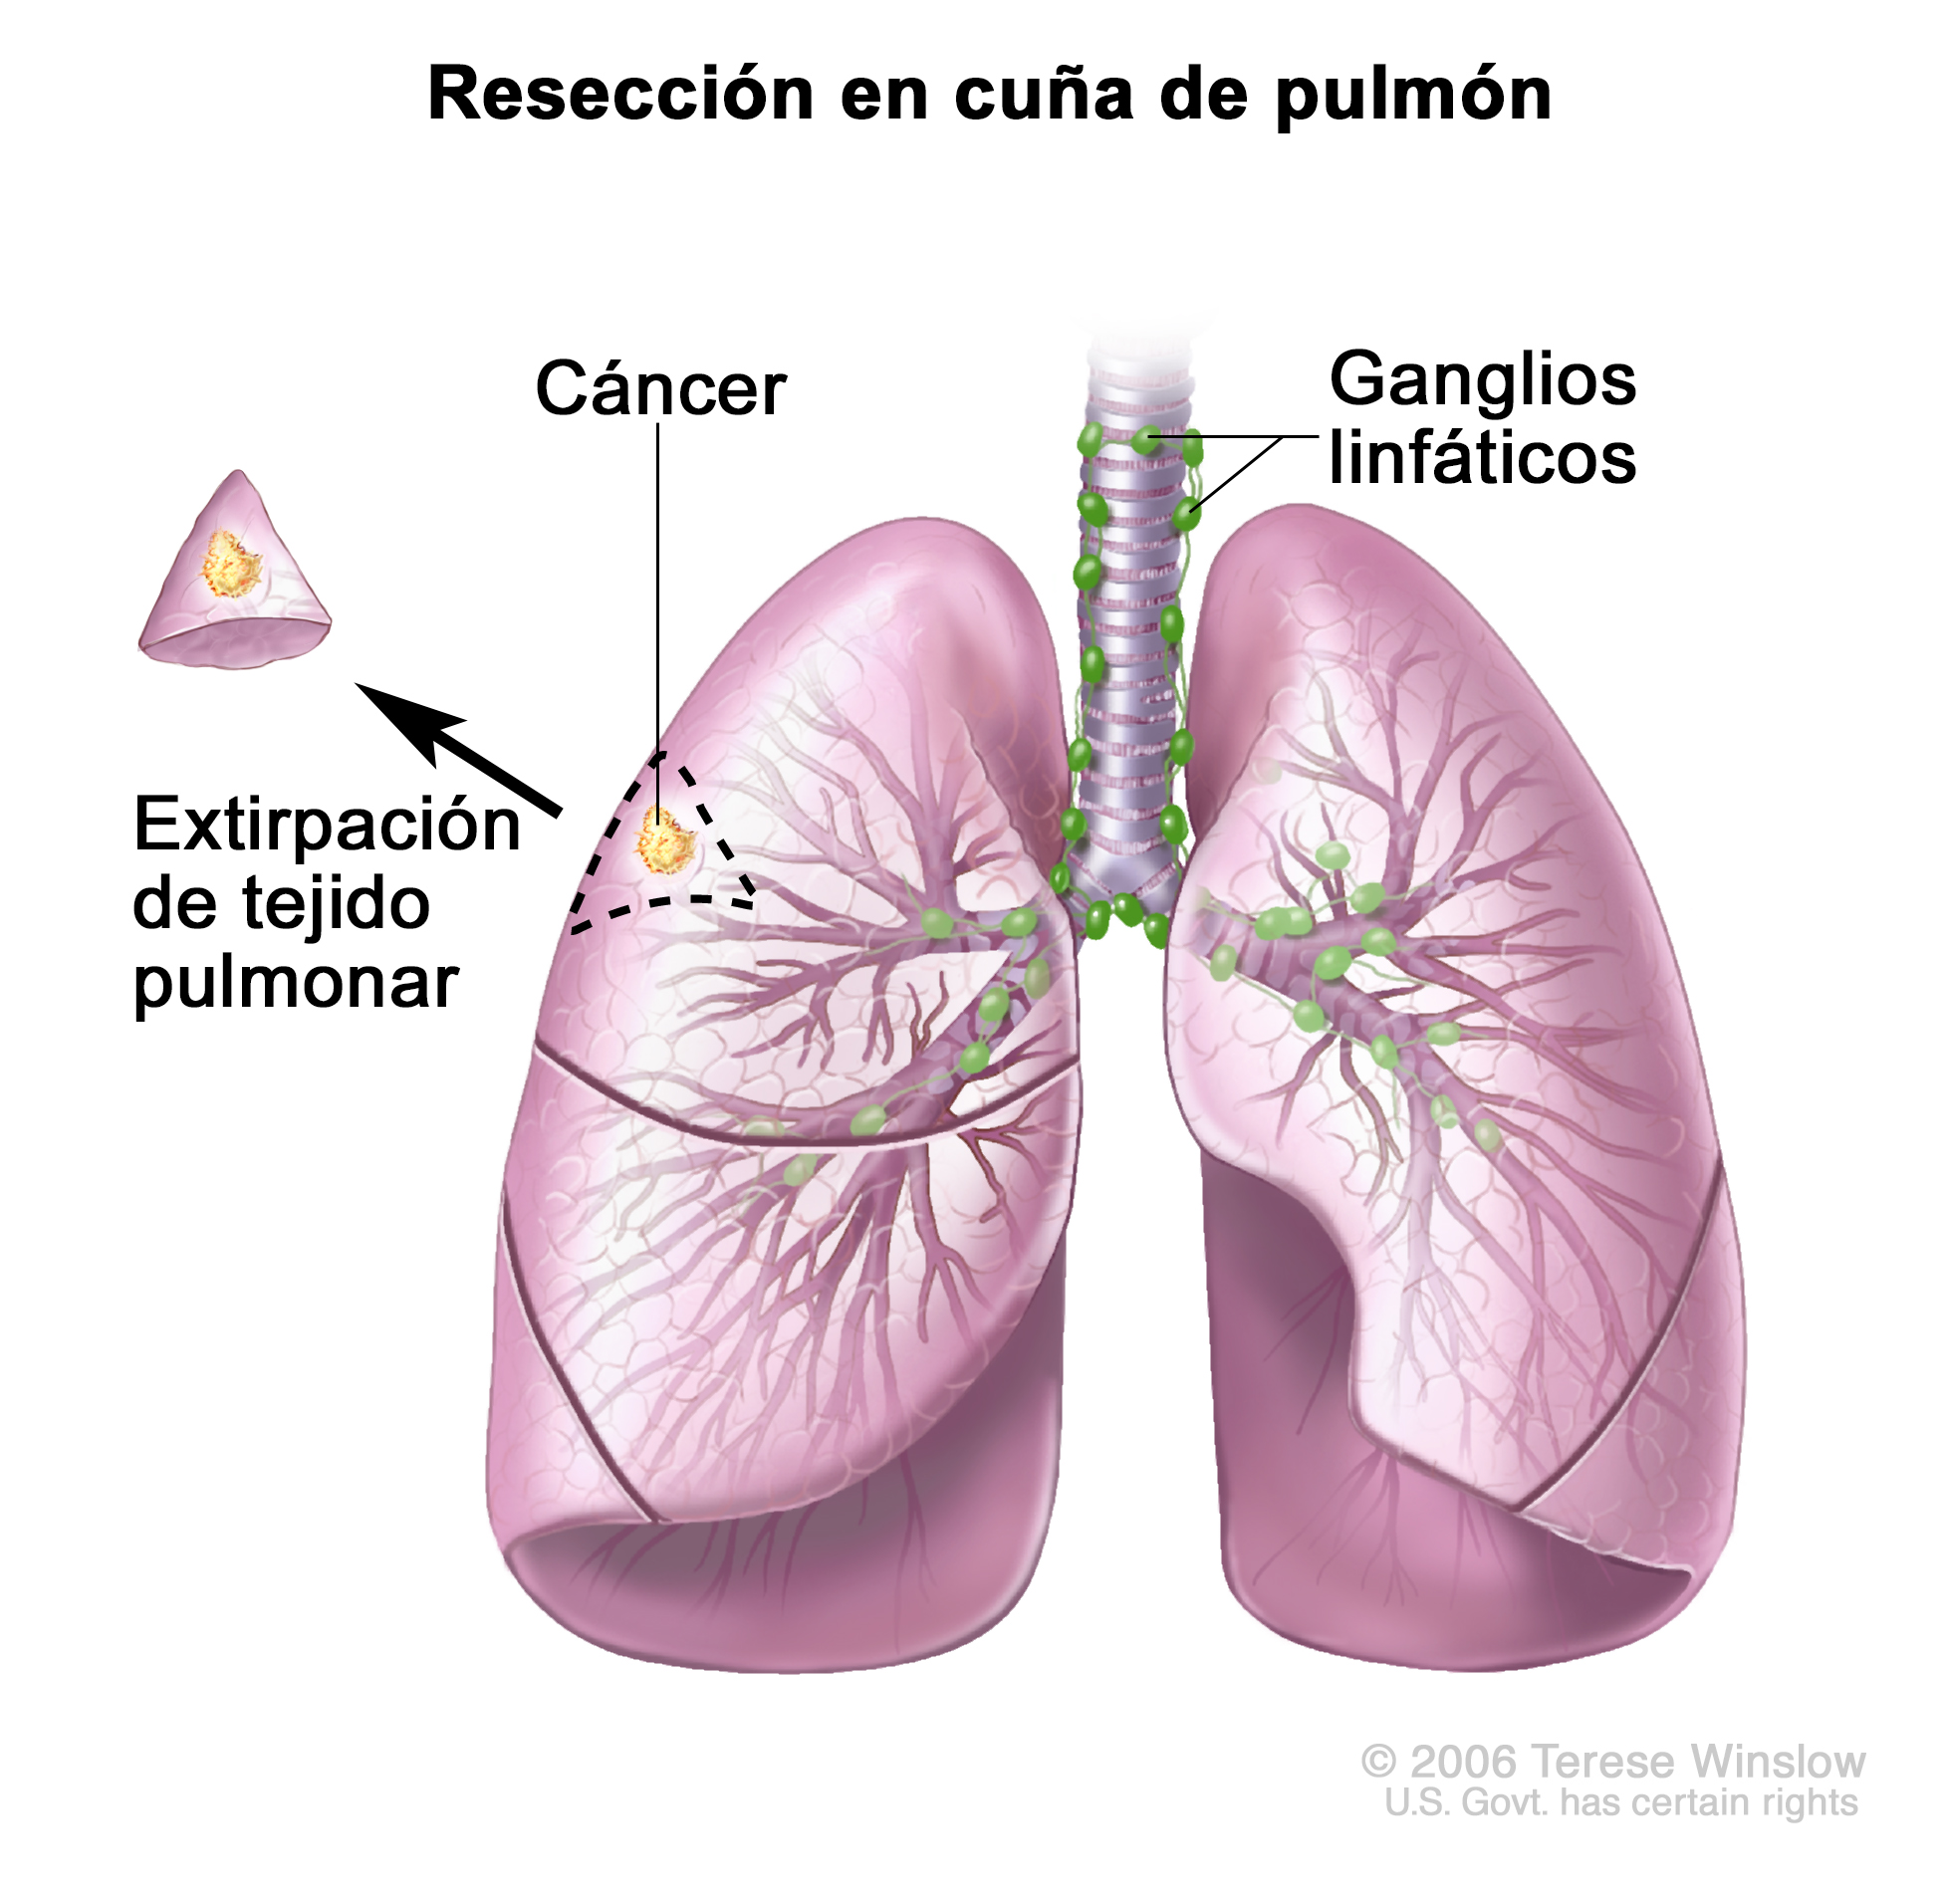 Resección en cuña de pulmón
Cáncer
Ganglios
linfáticos
Extirpación
de tejido
pulmonar
© 2006 Terese Winslow
U.S. Govt. has certain rights